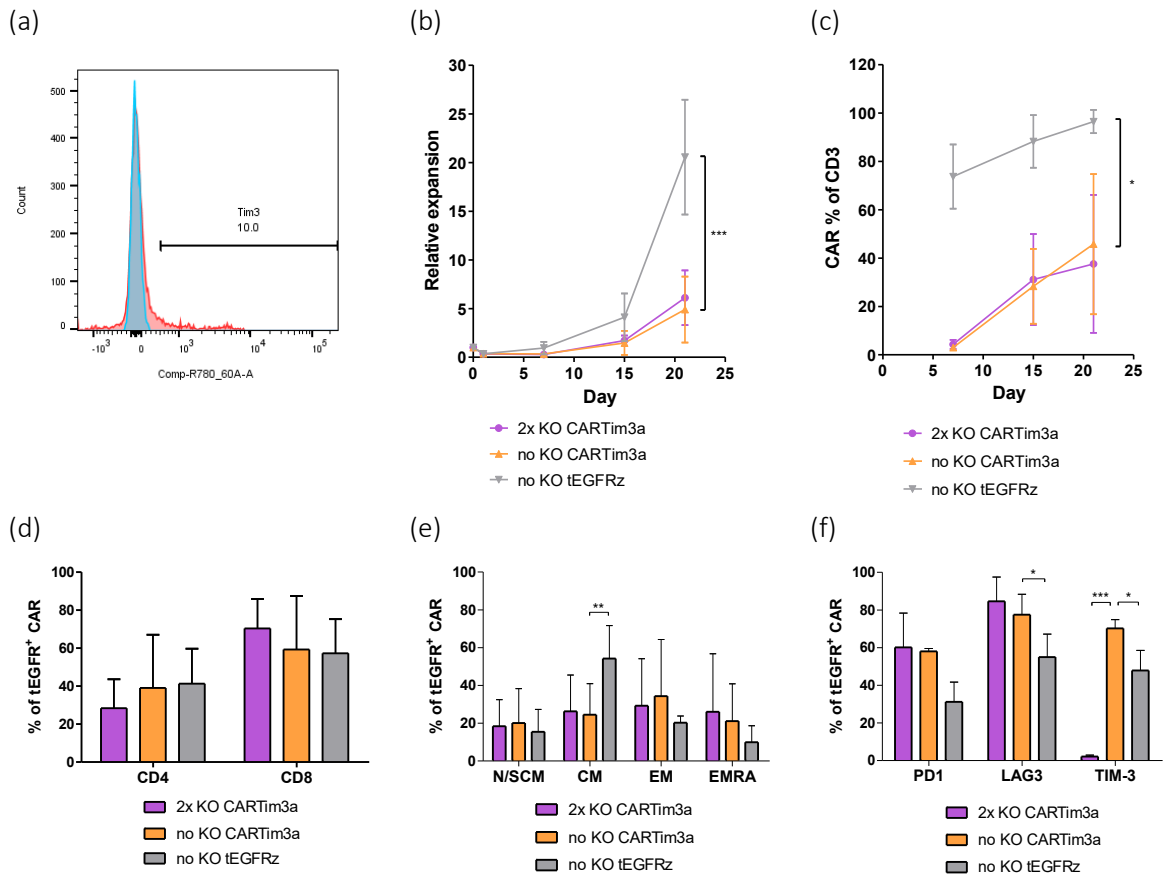 (a)
500
400
300
200
100
0
Count
Tim3
10.0
-10³ 0 10³ 10⁴ 10⁵
Comp-R780_60A-A
(b)
30
25
20
15
10
5
0
Relative expansion
***
0 5 10 15 20 25
Day
2x KO CARTim3a
no KO CARTim3a
no KO tEGFRz
(c)
120
100
80
60
40
20
0
CAR % of CD3
*
0 5 10 15 20 25
Day
2x KO CARTim3a
no KO CARTim3a
no KO tEGFRz
(d)
100
80
60
40
20
0
% of tEGFR⁺ CAR
CD4 CD8
2x KO CARTim3a
no KO CARTim3a
no KO tEGFRz
(e)
100
80
60
40
20
0
% of tEGFR⁺ CAR
**
N/SCM CM EM EMRA
2x KO CARTim3a
no KO CARTim3a
no KO tEGFRz
(f)
100
80
60
40
20
0
% of tEGFR⁺ CAR
* *** *
PD1 LAG3 TIM-3
2x KO CARTim3a
no KO CARTim3a
no KO tEGFRz